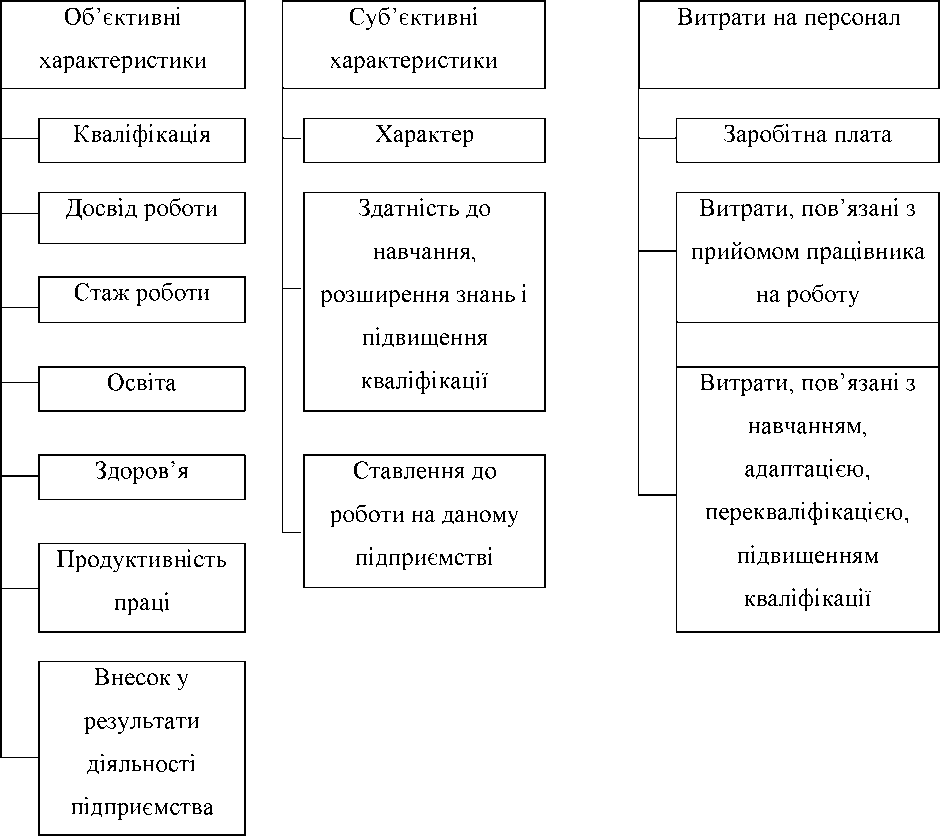 Об’єктивні
характеристики
Кваліфікація
Досвід роботи
Стаж роботи
Освіта
Здоров’я
Продуктивність
праці
Внесок у
результати
діяльності
підприємства
Суб’єктивні
характеристики
Характер
Здатність до
навчання,
розширення знань і
підвищення
кваліфікації
Ставлення до
роботи на даному
підприємстві
Витрати на персонал
Заробітна плата
Витрати, пов’язані з
прийомом працівника
на роботу
Витрати, пов’язані з
навчанням,
адаптацією,
перекваліфікацією,
підвищенням
кваліфікації